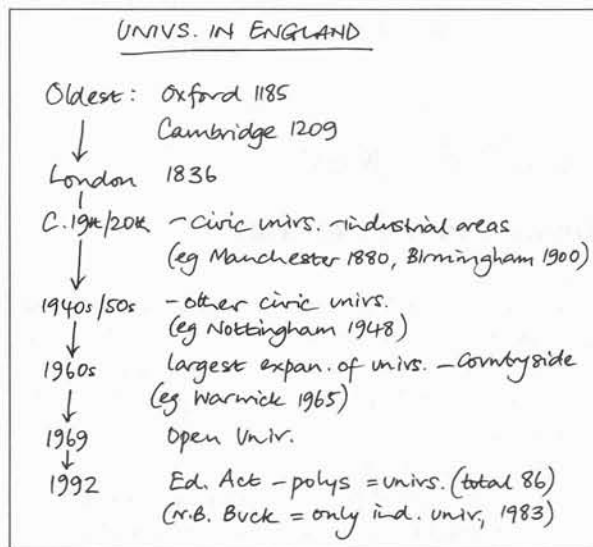 UNIVS. IN ENGLAND
Oldest: Oxford 1185
Cambridge 1209
London 1836
C.19th/20th – civic univs. – industrial areas
(eg Manchester 1880, Birmingham 1900)
1940s/50s – other civic univs.
(eg Nottingham 1948)
1960s largest expan. of univs. – countryside
(eg Warwick 1965)
1969 Open Univ.
1992 Ed. Act – polys = univs. (total 86)
(N.B. Buck = only ind. univ, 1983)